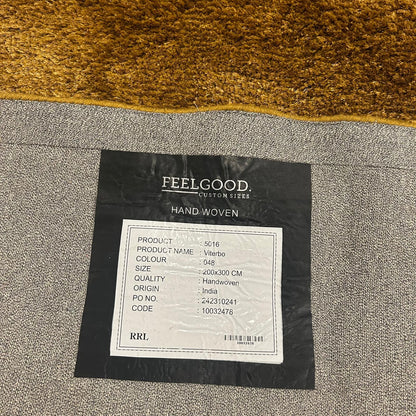 FEELGOOD.
CUSTOM SIZES
HAND WOVEN
PRODUCT : 5016
PRODUCT NAME : Viterbo
COLOUR : 048
SIZE : 200x300 CM
QUALITY : Handwoven
ORIGIN : India
PO NO. : 242310241
CODE : 10032478
RRL
10032478